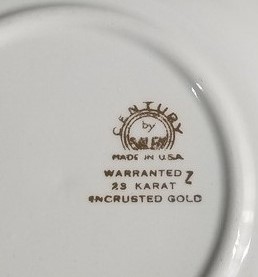 CENTURY
by
SALEM
MADE IN U.S.A.
WARRANTED Z
23 KARAT
ENCRUSTED GOLD